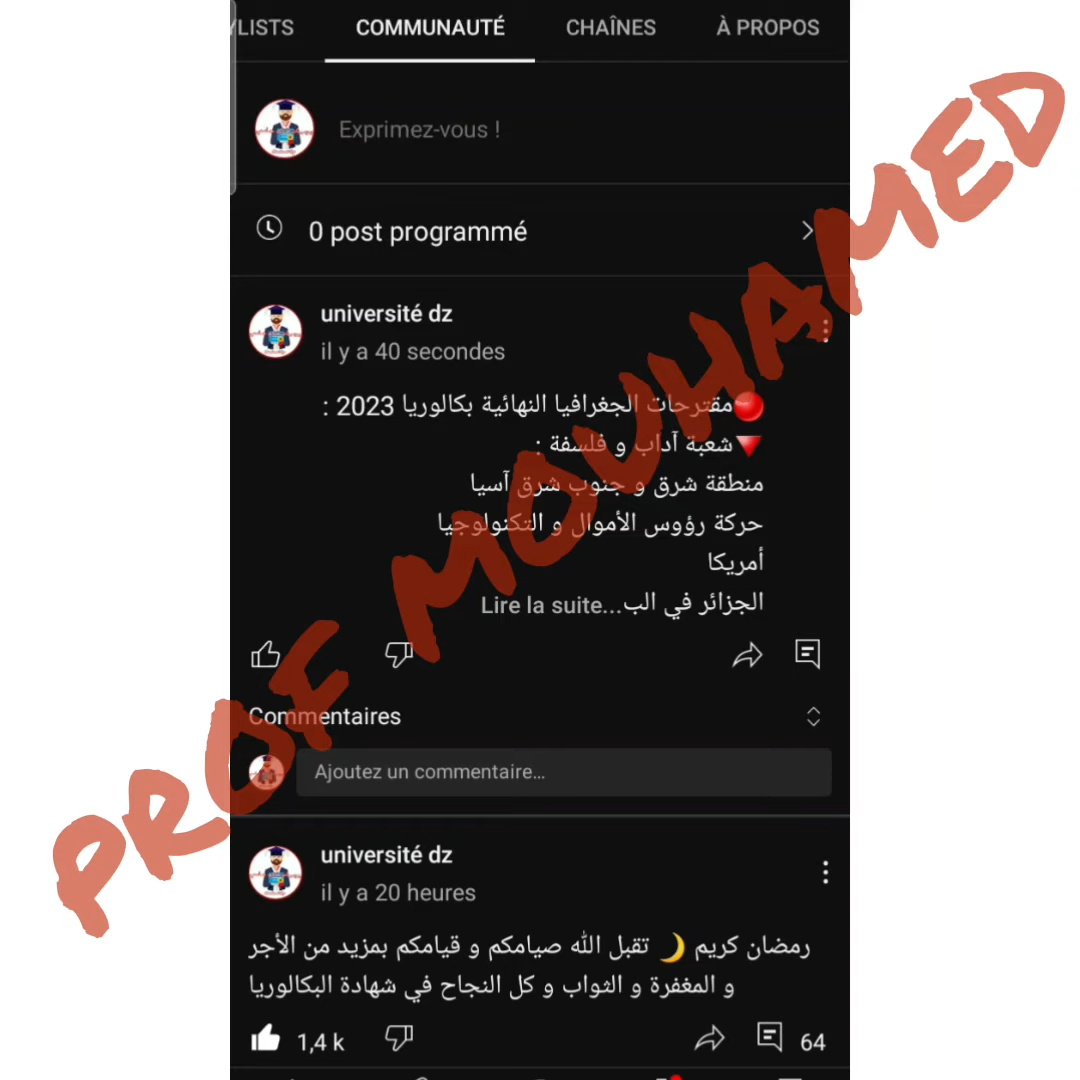 YLISTS COMMUNAUTÉ CHAÎNES À PROPOS
Exprimez-vous !
0 post programmé
université dz
il y a 40 secondes
🔴مقترحات الجغرافيا النهائية بكالوريا 2023 :
🔻شعبة آداب و فلسفة :
منطقة شرق و جنوب شرق آسيا
حركة رؤوس الأموال و التكنولوجيا
أمريكا
الجزائر في الب...Lire la suite
Commentaires
Ajoutez un commentaire...
université dz
il y a 20 heures
رمضان كريم 🌙 تقبل الله صيامكم و قيامكم بمزيد من الأجر
و المغفرة و الثواب و كل النجاح في شهادة البكالوريا
1,4 k 64
PROF MOUHAMED